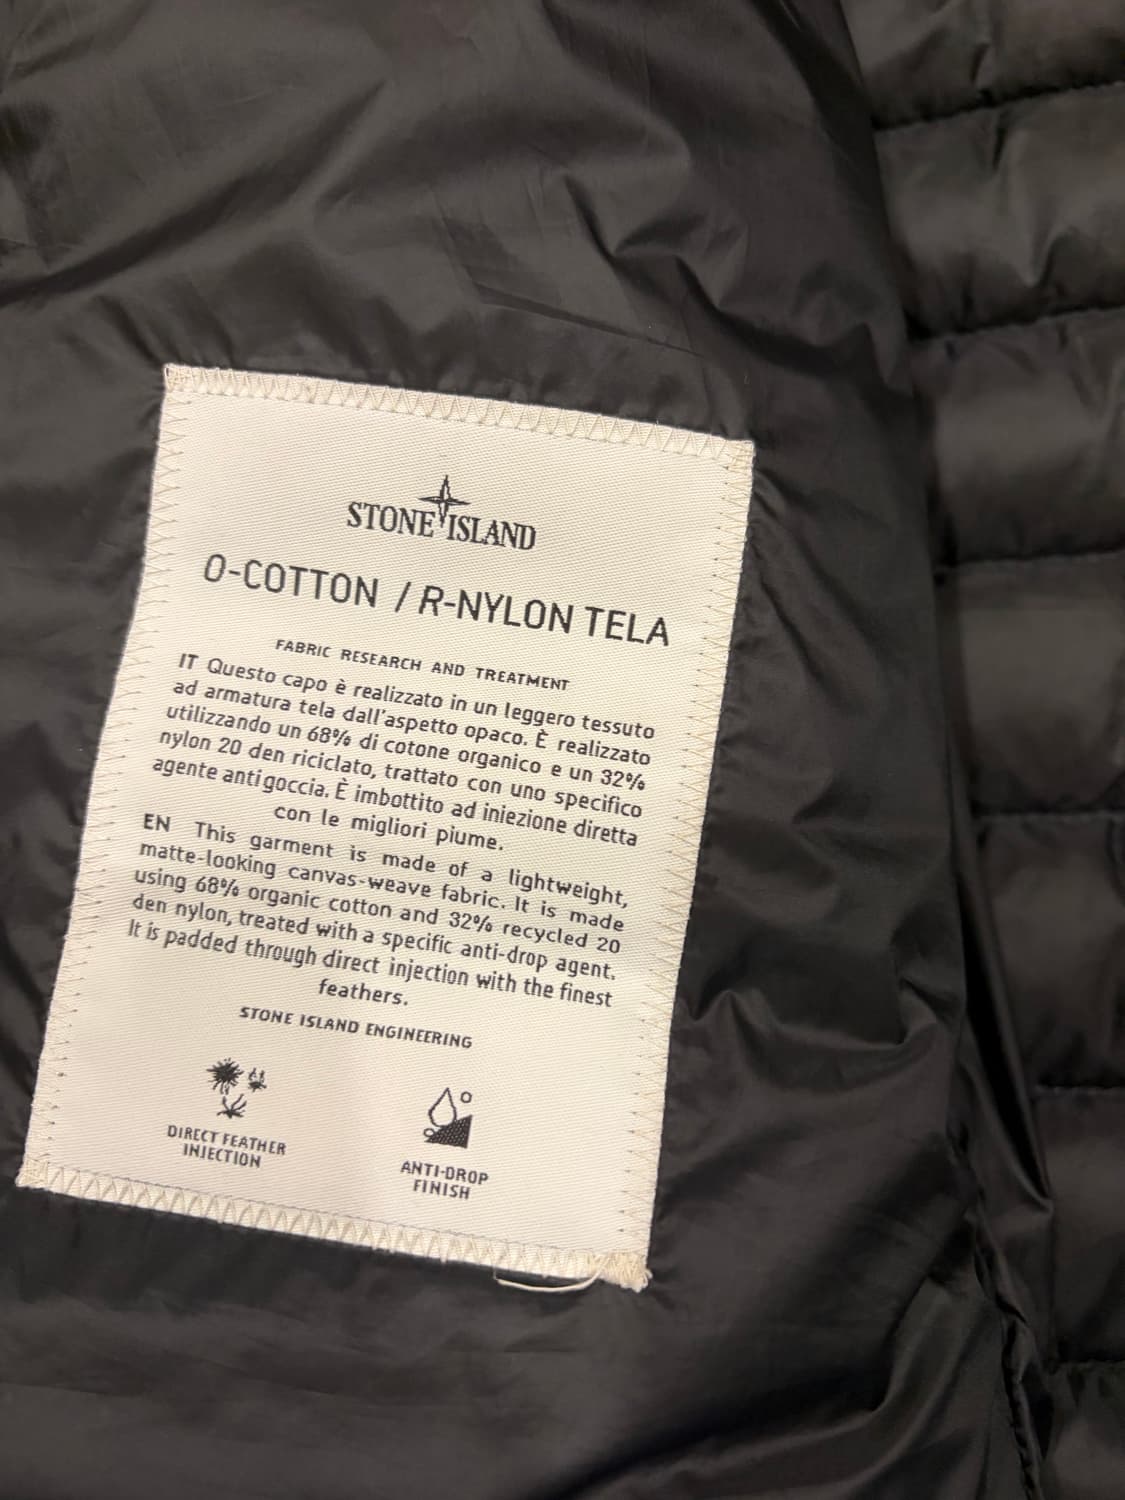 STONE ISLAND
O-COTTON / R-NYLON TELA
FABRIC RESEARCH AND TREATMENT
IT Questo capo è realizzato in un leggero tessuto
ad armatura tela dall'aspetto opaco. È realizzato
utilizzando un 68% di cotone organico e un 32%
nylon 20 den riciclato, trattato con uno specifico
agente antigoccia. È imbottito ad iniezione diretta
con le migliori piume.
EN This garment is made of a lightweight,
matte-looking canvas-weave fabric. It is made
using 68% organic cotton and 32% recycled 20
den nylon, treated with a specific anti-drop agent.
It is padded through direct injection with the finest
feathers.
STONE ISLAND ENGINEERING
DIRECT FEATHER
INJECTION
ANTI-DROP
FINISH